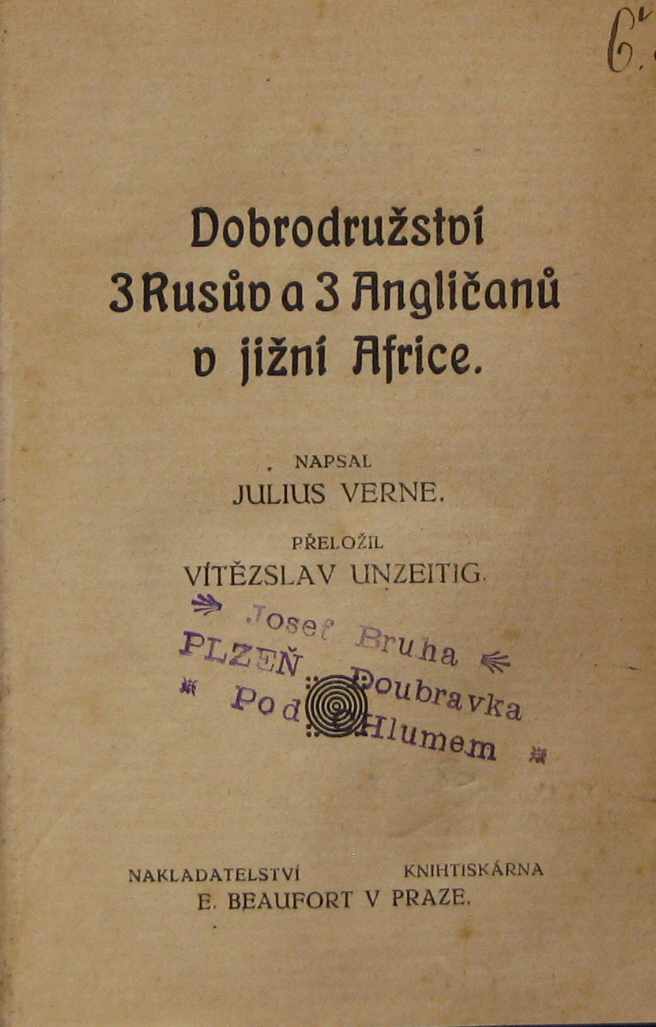 6.
Dobrodružství
3 Rusův a 3 Angličanů
v jižní Africe.
NAPSAL
JULIUS VERNE.
PŘELOŽIL
VÍTĚZSLAV UNZEITIG.
Josef Bruha
PLZEŇ Doubravka
Pod Hlumem
NAKLADATELSTVÍ KNIHTISKÁRNA
E. BEAUFORT V PRAZE.